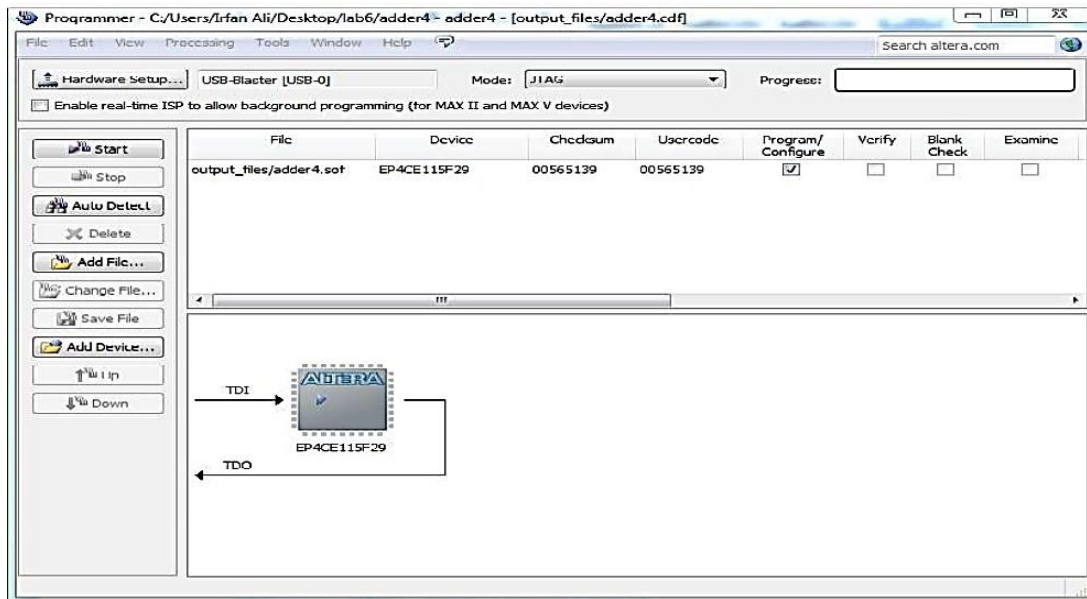 Programmer - C:/Users/Irfan Ali/Desktop/lab6/adder4 - adder4 - [output_files/adder4.cdf]
File Edit View Processing Tools Window Help
Search altera.com
Hardware Setup... USB-Blaster [USB-0] Mode: JTAG Progress:
Enable real-time ISP to allow background programming (for MAX II and MAX V devices)
Start
Stop
Auto Detect
Delete
Add File...
Change File...
Save File
Add Device...
Up
Down
File Device Checksum Usercode Program/ Verify Blank Examine
Configure Check
output_files/adder4.sof EP4CE115F29 00565139 00565139
TDI
ALTERA
EP4CE115F29
TDO